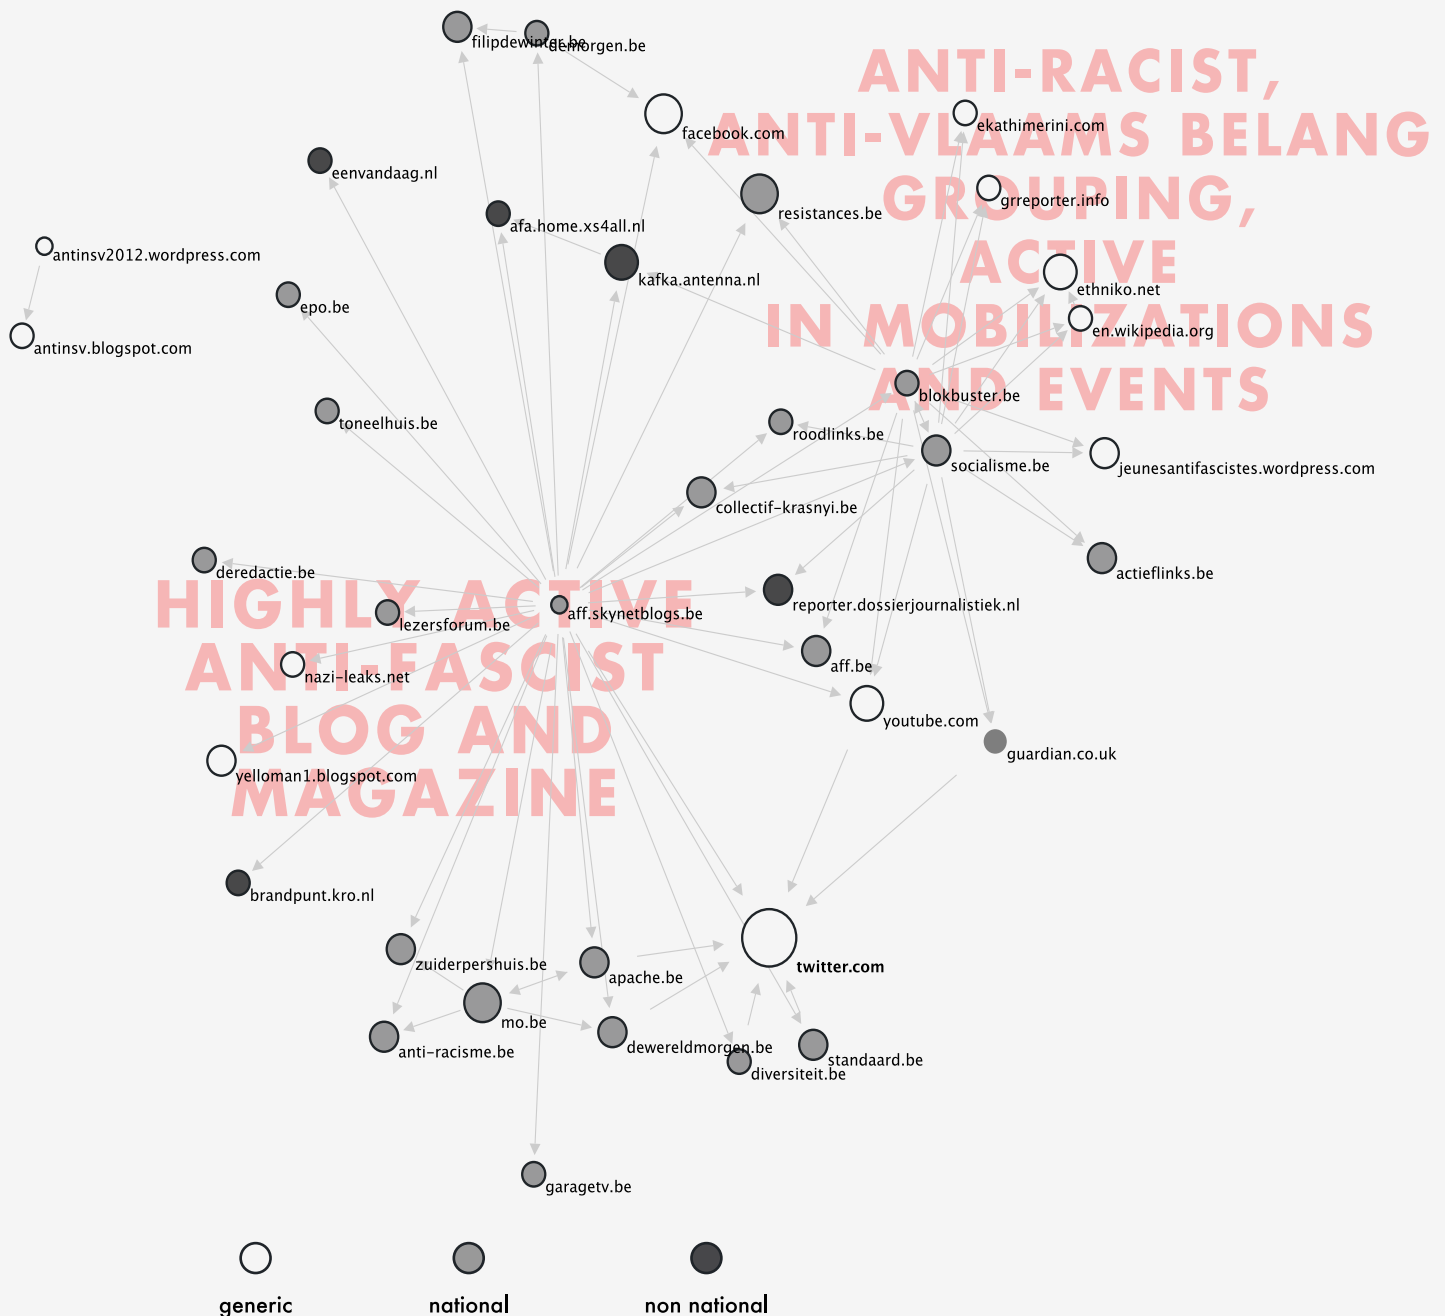 filipdewinter.be
demorgen.be
ANTI-RACIST,
ANTI-VLAAMS BELANG
GROUPING,
ACTIVE
IN MOBILIZATIONS
AND EVENTS
ekathimerini.com
facebook.com
eenvandaag.nl
grreporter.info
resistances.be
afa.home.xs4all.nl
antinsv2012.wordpress.com
kafka.antenna.nl
ethniko.net
epo.be
en.wikipedia.org
antinsv.blogspot.com
blokbuster.be
toneelhuis.be
roodlinks.be
socialisme.be
jeunesantifascistes.wordpress.com
collectif-krasnyi.be
deredactie.be
actieflinks.be
HIGHLY ACTIVE
ANTI-FASCIST
BLOG AND
MAGAZINE
aff.skynetblogs.be
reporter.dossierjournalistiek.nl
lezersforum.be
aff.be
nazi-leaks.net
youtube.com
guardian.co.uk
yelloman1.blogspot.com
brandpunt.kro.nl
zuiderpershuis.be
twitter.com
apache.be
mo.be
anti-racisme.be
dewereldmorgen.be
standaard.be
diversiteit.be
garagetv.be
generic
national
non national